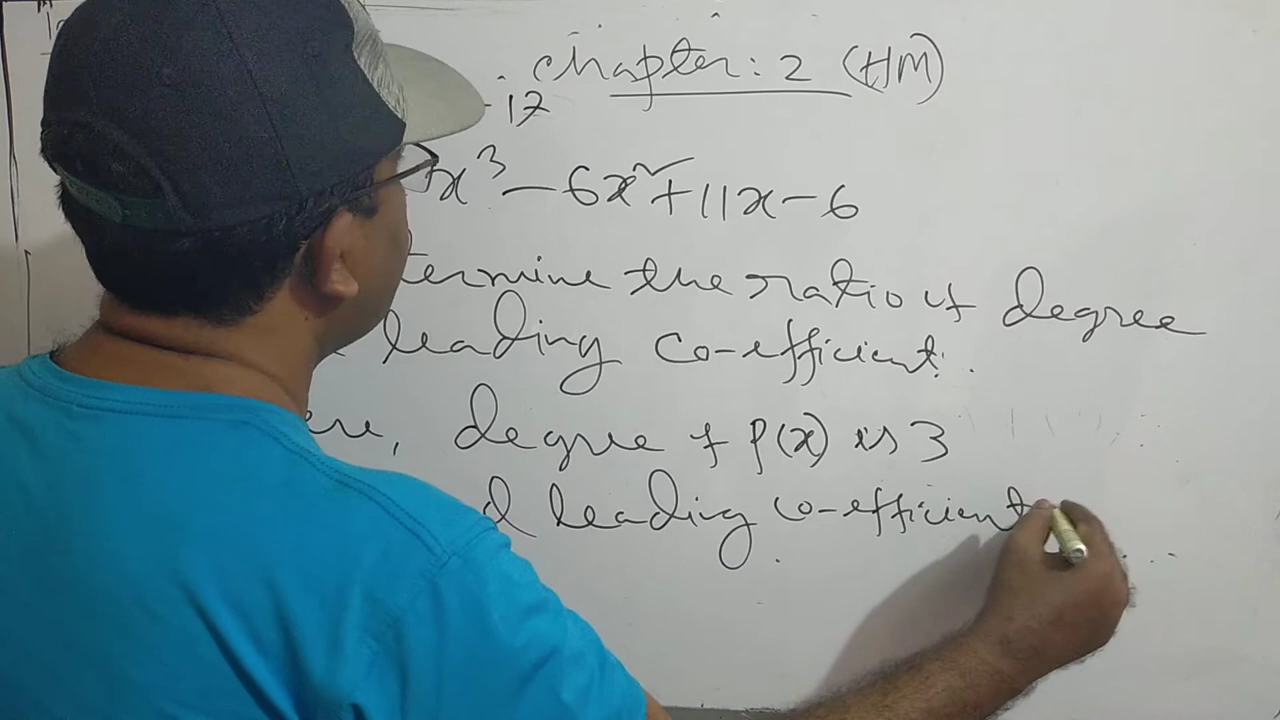 chapter: 2 (HM)
- 17
x³ - 6x² + 11x - 6
termine the ratio of degree
leading co-efficient.
ere, degree of p(x) is 3
d leading co-efficient